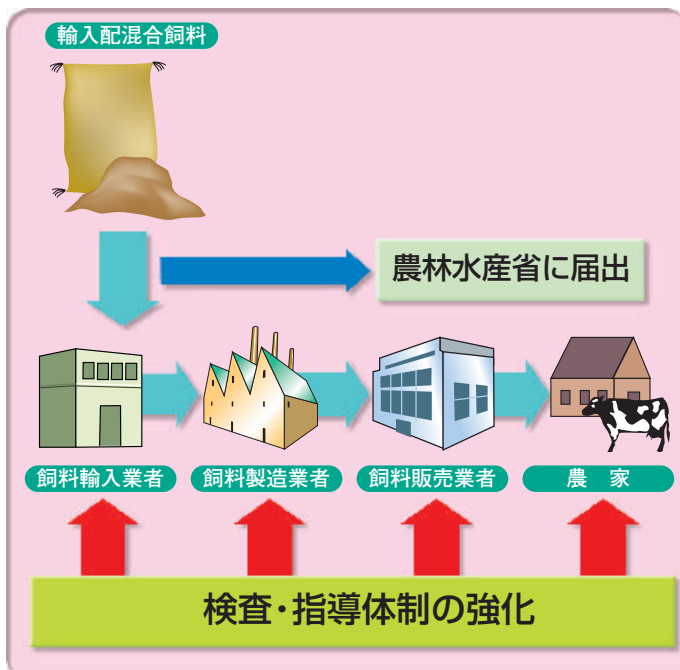 輸入配混合飼料
農林水産省に届出
飼料輸入業者
飼料製造業者
飼料販売業者
農 家
検査・指導体制の強化